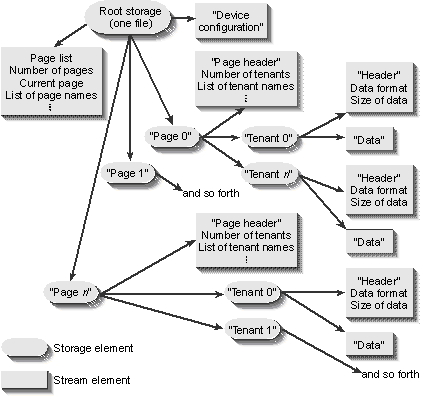 Root storage
(one file)
"Device
configuration"
Page list
Number of pages
Current page
List of page names
⋮
"Page header"
Number of tenants
List of tenant names
⋮
"Header"
Data format
Size of data
"Page 0"
"Tenant 0"
"Data"
"Page 1"
"Tenant n"
and so forth
"Header"
Data format
Size of data
"Data"
"Page header"
Number of tenants
List of tenant names
⋮
"Page n"
"Tenant 0"
"Header"
Data format
Size of data
"Tenant 1"
"Data"
and so forth
Storage element
Stream element